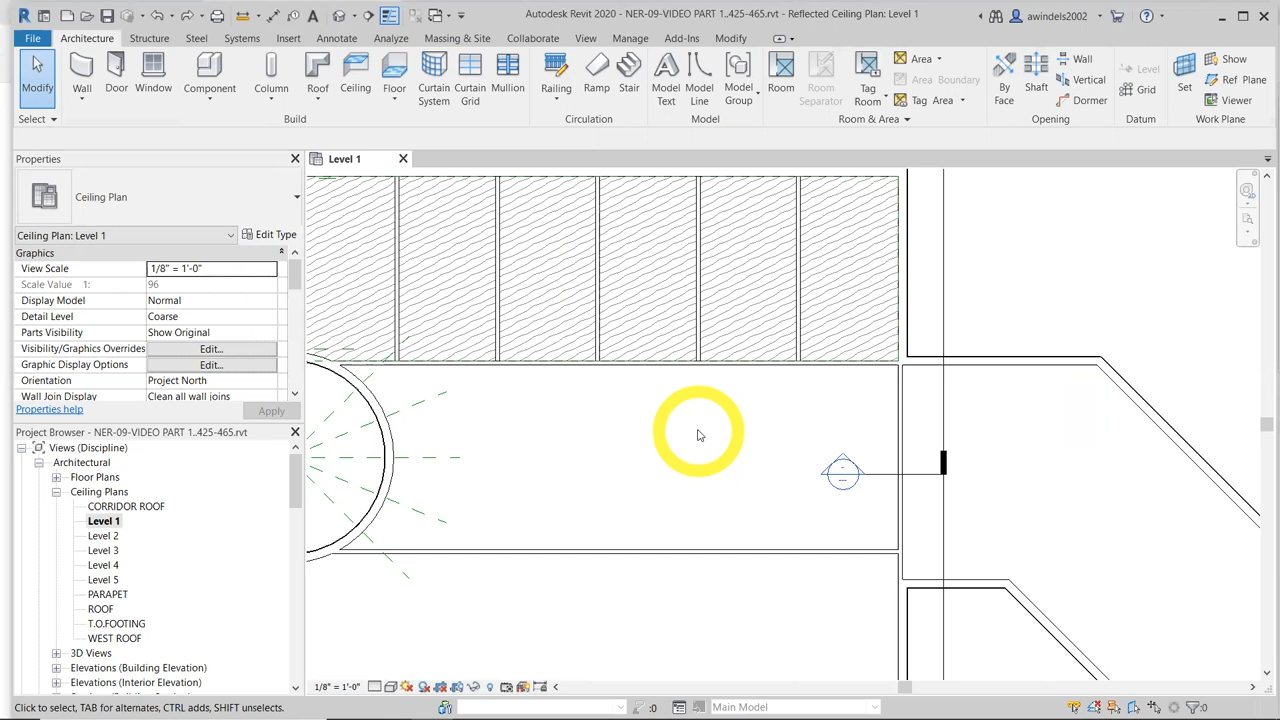 Autodesk Revit 2020 - NER-09-VIDEO PART 1..425-465.rvt - Reflected Ceiling Plan: Level 1
awindels2002
File Architecture Structure Steel Systems Insert Annotate Analyze Massing & Site Collaborate View Manage Add-Ins Modify
Modify Wall Door Window Component Column Roof Ceiling Floor Curtain System Curtain Grid Mullion Railing Ramp Stair Model Text Model Line Model Group Room Room Separator Tag Room Area Area Boundary Tag Area By Face Shaft Wall Vertical Dormer Level Grid Set Show Ref Plane Viewer
Select Build Circulation Model Room & Area Opening Datum Work Plane
Properties
Level 1
Ceiling Plan
Ceiling Plan: Level 1 Edit Type
Graphics
View Scale 1/8" = 1'-0"
Scale Value 1: 96
Display Model Normal
Detail Level Coarse
Parts Visibility Show Original
Visibility/Graphics Overrides Edit...
Graphic Display Options Edit...
Orientation Project North
Wall Join Display Clean all wall joins
Properties help Apply
Project Browser - NER-09-VIDEO PART 1..425-465.rvt
Views (Discipline)
Architectural
Floor Plans
Ceiling Plans
CORRIDOR ROOF
Level 1
Level 2
Level 3
Level 4
Level 5
PARAPET
ROOF
T.O.FOOTING
WEST ROOF
3D Views
Elevations (Building Elevation)
Elevations (Interior Elevation)
1/8" = 1'-0"
Click to select, TAB for alternates, CTRL adds, SHIFT unselects. :0 Main Model :0